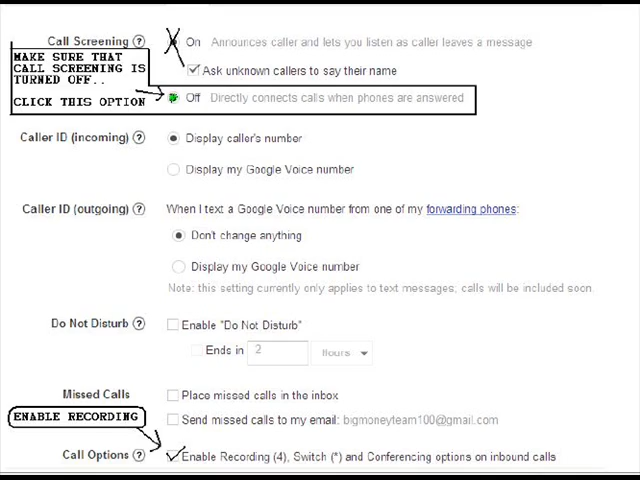 Call Screening ? On Announces caller and lets you listen as caller leaves a message
MAKE SURE THAT
CALL SCREENING IS
TURNED OFF..
Ask unknown callers to say their name
CLICK THIS OPTION
Off Directly connects calls when phones are answered
Caller ID (incoming) ? Display caller's number
Display my Google Voice number
Caller ID (outgoing) ? When I text a Google Voice number from one of my forwarding phones:
Don't change anything
Display my Google Voice number
Note: this setting currently only applies to text messages; calls will be included soon.
Do Not Disturb ? Enable "Do Not Disturb"
Ends in 2 Hours
Missed Calls Place missed calls in the inbox
Send missed calls to my email: bigmoneyteam100@gmail.com
ENABLE RECORDING
Call Options ? Enable Recording (4), Switch (*) and Conferencing options on inbound calls